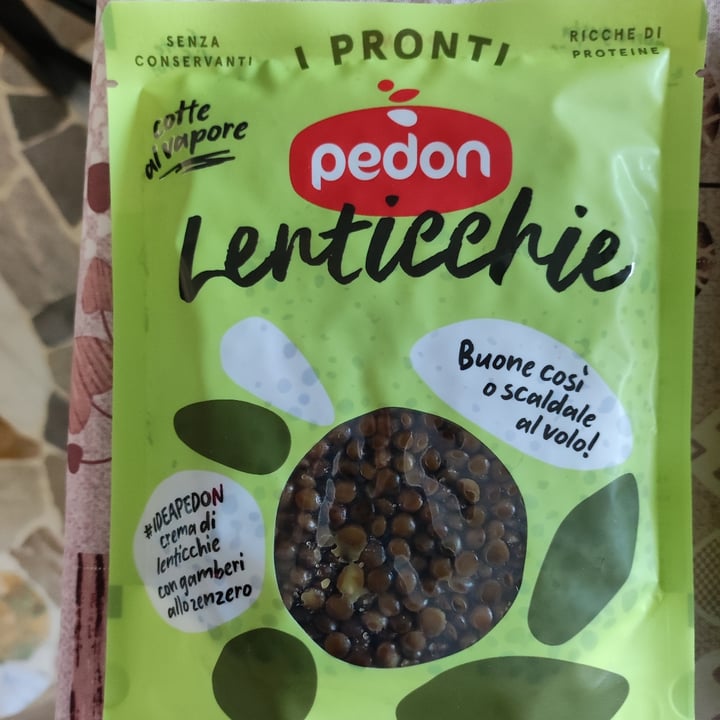 SENZA
CONSERVANTI
I PRONTI
RICCHE DI
PROTEINE
cotte
al vapore
pedon
Lenticchie
Buone così
o scaldale
al volo!
#IDEAPEDON
crema di
lenticchie
con gamberi
allo zenzero